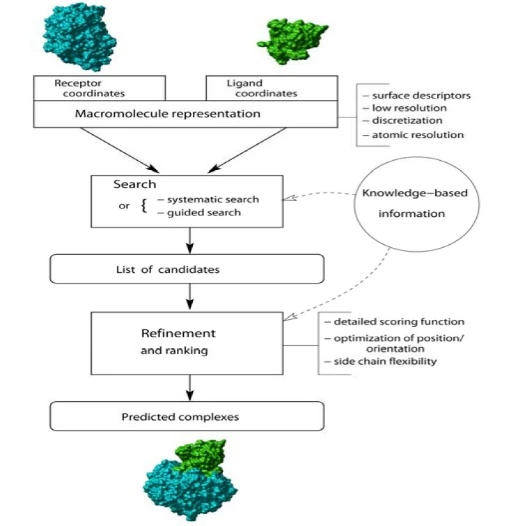 Receptor
coordinates
Ligand
coordinates
Macromolecule representation
– surface descriptors
– low resolution
– discretization
– atomic resolution
Search
or { – systematic search
– guided search
Knowledge–based
information
List of candidates
Refinement
and ranking
– detailed scoring function
– optimization of position/
orientation
– side chain flexibility
Predicted complexes